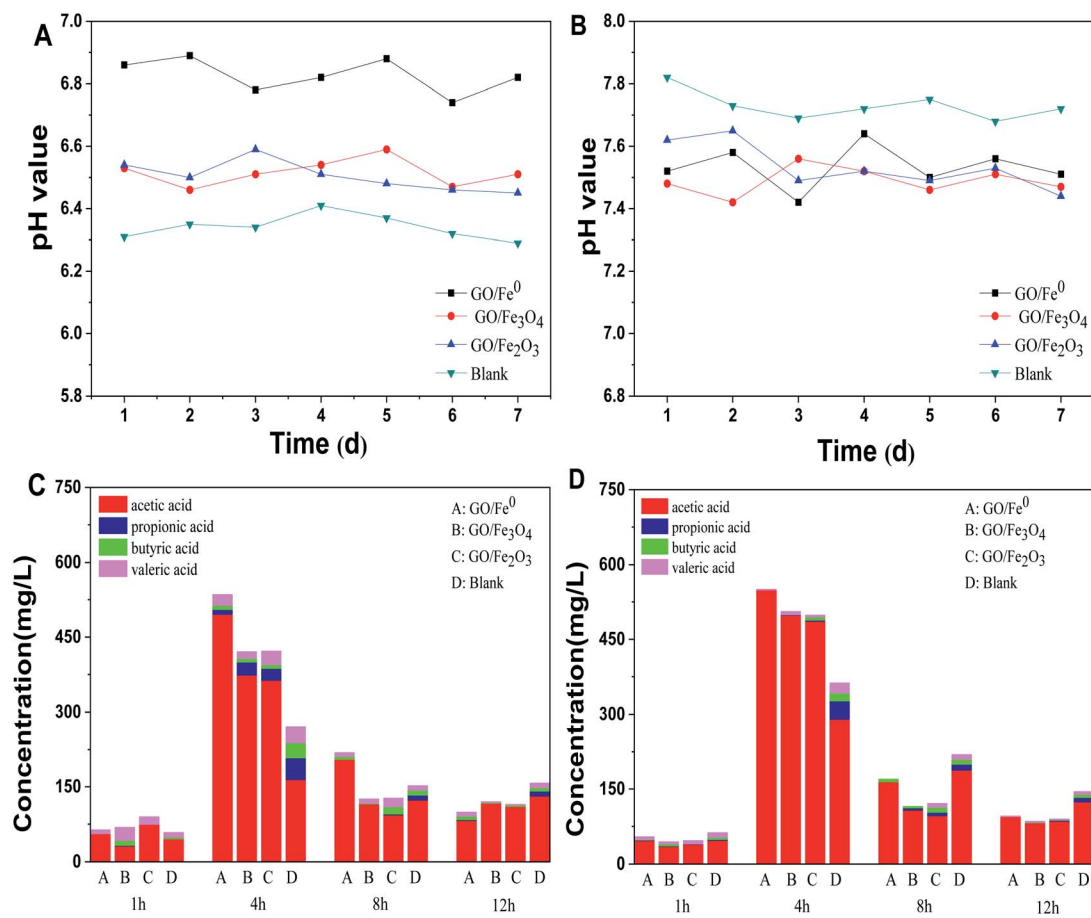 A
7.0
6.8
6.6
6.4
6.2
6.0
5.8
pH value
1 2 3 4 5 6 7
Time (d)
GO/Fe⁰
GO/Fe₃O₄
GO/Fe₂O₃
Blank
B
8.0
7.8
7.6
7.4
7.2
7.0
6.8
pH value
1 2 3 4 5 6 7
Time (d)
GO/Fe⁰
GO/Fe₃O₄
GO/Fe₂O₃
Blank
C
750
600
450
300
150
0
Concentration(mg/L)
acetic acid
propionic acid
butyric acid
valeric acid
A: GO/Fe⁰
B: GO/Fe₃O₄
C: GO/Fe₂O₃
D: Blank
A B C D A B C D A B C D A B C D
1h 4h 8h 12h
D
750
600
450
300
150
0
Concentration(mg/L)
acetic acid
propionic acid
butyric acid
valeric acid
A: GO/Fe⁰
B: GO/Fe₃O₄
C: GO/Fe₂O₃
D: Blank
A B C D A B C D A B C D A B C D
1h 4h 8h 12h